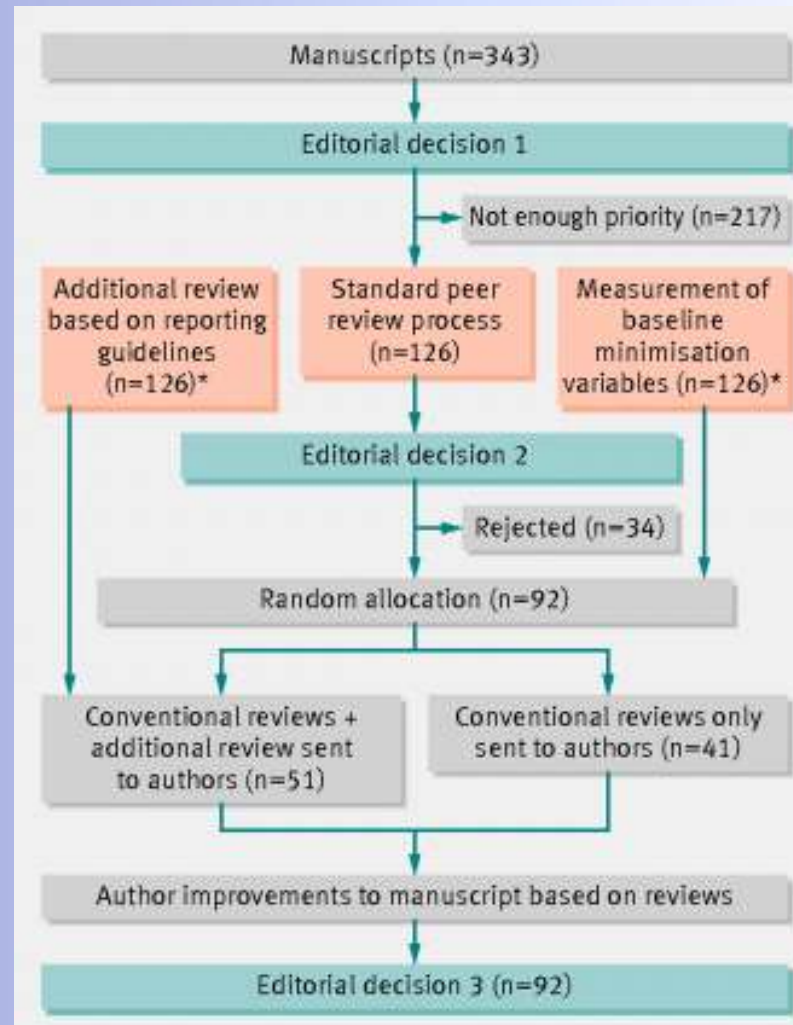 Manuscripts (n=343)
Editorial decision 1
Not enough priority (n=217)
Additional review
based on reporting
guidelines
(n=126)*
Standard peer
review process
(n=126)
Measurement of
baseline
minimisation
variables (n=126)*
Editorial decision 2
Rejected (n=34)
Random allocation (n=92)
Conventional reviews +
additional review sent
to authors (n=51)
Conventional reviews only
sent to authors (n=41)
Author improvements to manuscript based on reviews
Editorial decision 3 (n=92)